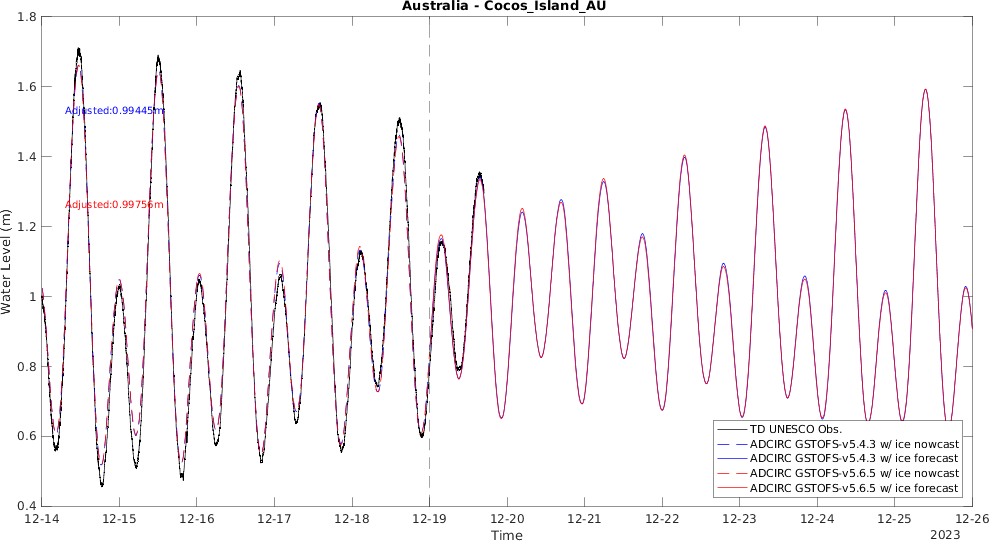 Australia - Cocos_Island_AU
1.8
1.6
1.4
1.2
1
0.8
0.6
0.4
Water Level (m)
Adjusted:0.99445m
Adjusted:0.99756m
TD UNESCO Obs.
ADCIRC GSTOFS-v5.4.3 w/ ice nowcast
ADCIRC GSTOFS-v5.4.3 w/ ice forecast
ADCIRC GSTOFS-v5.6.5 w/ ice nowcast
ADCIRC GSTOFS-v5.6.5 w/ ice forecast
12-14 12-15 12-16 12-17 12-18 12-19 12-20 12-21 12-22 12-23 12-24 12-25 12-26
Time
2023